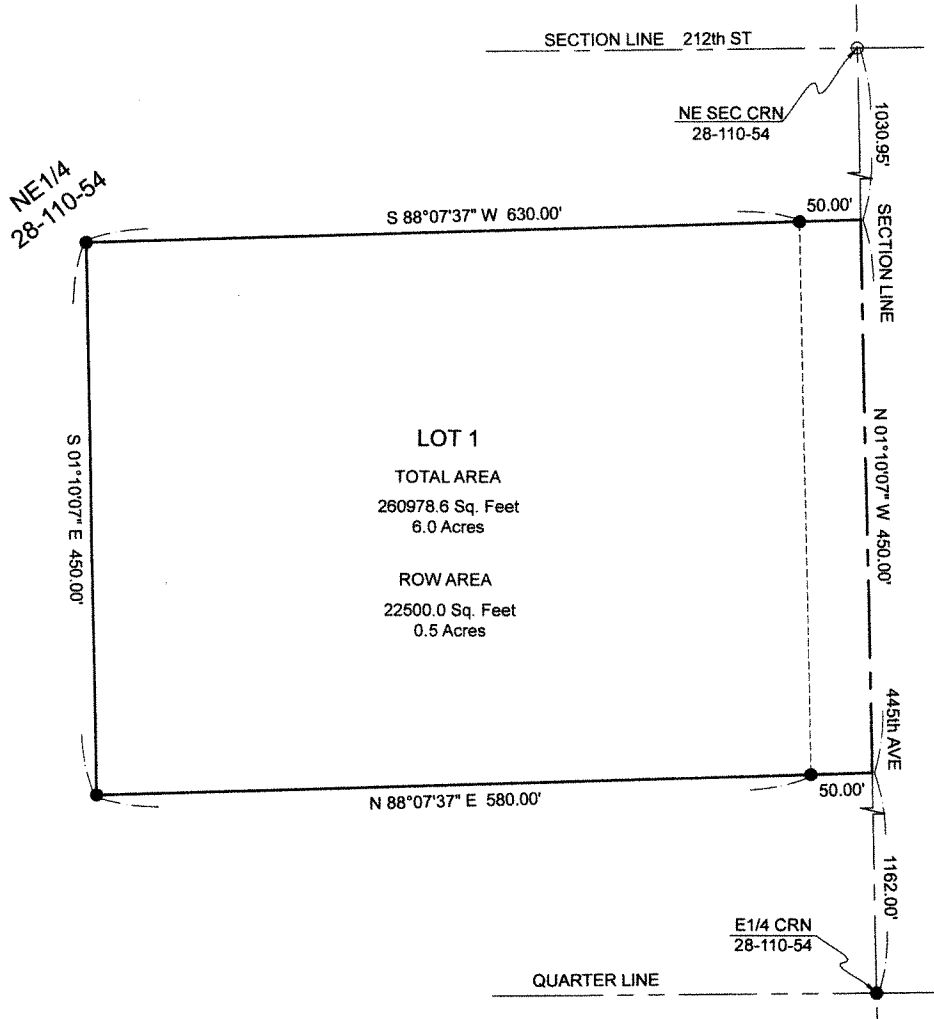 SECTION LINE 212th ST
NE SEC CRN
28-110-54
1030.95'
NE1/4
28-110-54
S 88°07'37" W 630.00'
50.00'
SECTION LINE
S 01°10'07" E 450.00'
LOT 1
TOTAL AREA
260978.6 Sq. Feet
6.0 Acres
ROW AREA
22500.0 Sq. Feet
0.5 Acres
N 01°10'07" W 450.00'
445th AVE
N 88°07'37" E 580.00'
50.00'
1162.00'
E1/4 CRN
28-110-54
QUARTER LINE